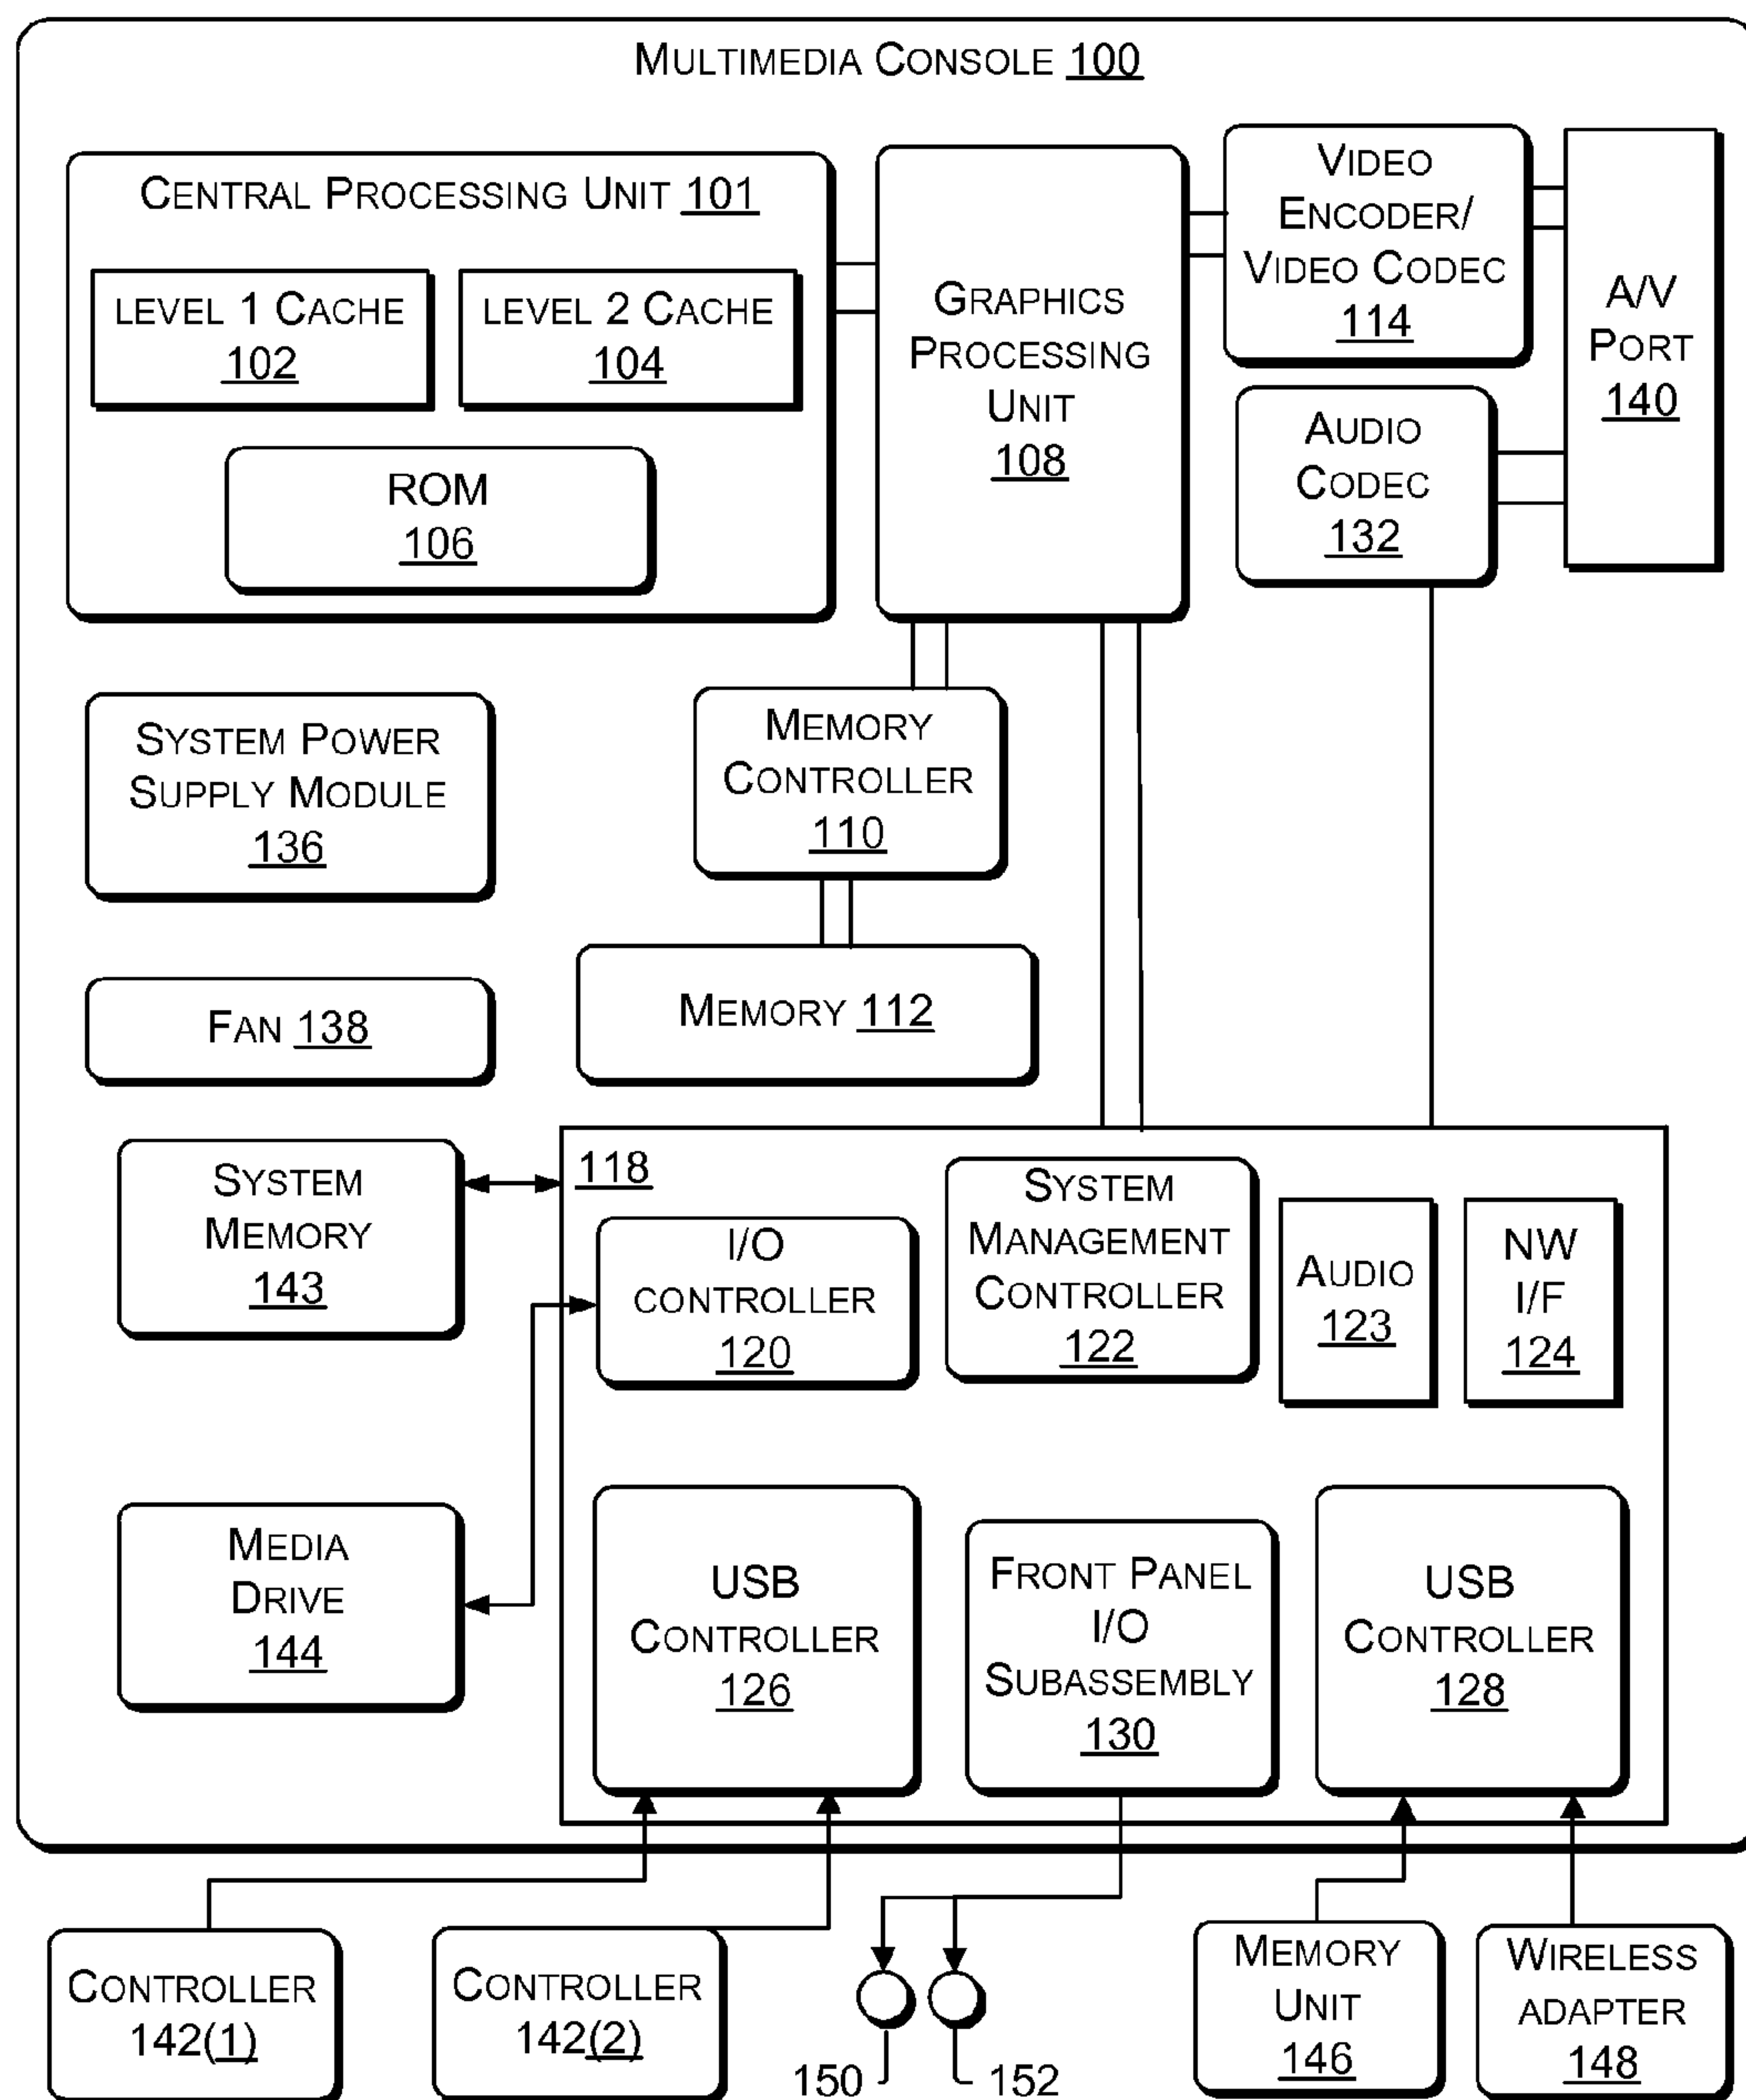 MULTIMEDIA CONSOLE 100
CENTRAL PROCESSING UNIT 101
LEVEL 1 CACHE
102
LEVEL 2 CACHE
104
ROM
106
GRAPHICS
PROCESSING
UNIT
108
VIDEO
ENCODER/
VIDEO CODEC
114
AUDIO
CODEC
132
A/V
PORT
140
SYSTEM POWER
SUPPLY MODULE
136
MEMORY
CONTROLLER
110
FAN 138
MEMORY 112
SYSTEM
MEMORY
143
118
I/O
CONTROLLER
120
SYSTEM
MANAGEMENT
CONTROLLER
122
AUDIO
123
NW
I/F
124
MEDIA
DRIVE
144
USB
CONTROLLER
126
FRONT PANEL
I/O
SUBASSEMBLY
130
USB
CONTROLLER
128
CONTROLLER
142(1)
CONTROLLER
142(2)
150
152
MEMORY
UNIT
146
WIRELESS
ADAPTER
148